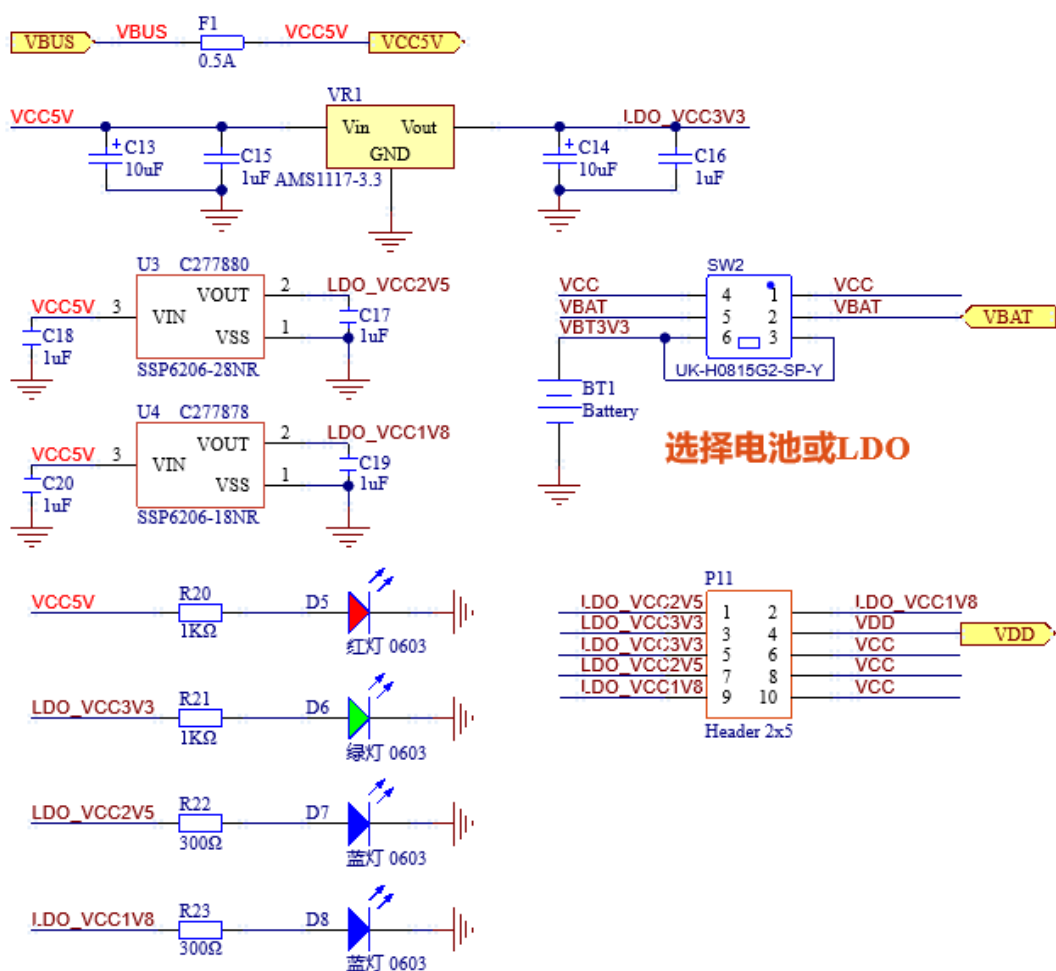 VBUS VBUS F1 VCC5V VCC5V
0.5A
VCC5V VR1 LDO_VCC3V3
Vin Vout
GND
C13
10uF
C15
1uF
AMS1117-3.3
C14
10uF
C16
1uF
U3 C277880
VCC5V 3 VIN VOUT 2 LDO_VCC2V5
VSS 1
C18
1uF
C17
1uF
SSP6206-28NR
U4 C277878
VCC5V 3 VIN VOUT 2 LDO_VCC1V8
VSS 1
C20
1uF
C19
1uF
SSP6206-18NR
SW2
VCC 4 1 VCC
VBAT 5 2 VBAT VBAT
VBT3V3 6 3
UK-H0815G2-SP-Y
BT1
Battery
选择电池或LDO
VCC5V R20 D5
1KΩ 红灯 0603
LDO_VCC3V3 R21 D6
1KΩ 绿灯 0603
LDO_VCC2V5 R22 D7
300Ω 蓝灯 0603
LDO_VCC1V8 R23 D8
300Ω 蓝灯 0603
P11
LDO_VCC2V5 1 2 LDO_VCC1V8
LDO_VCC3V3 3 4 VDD VDD
LDO_VCC3V3 5 6 VCC
LDO_VCC2V5 7 8 VCC
LDO_VCC1V8 9 10 VCC
Header 2x5